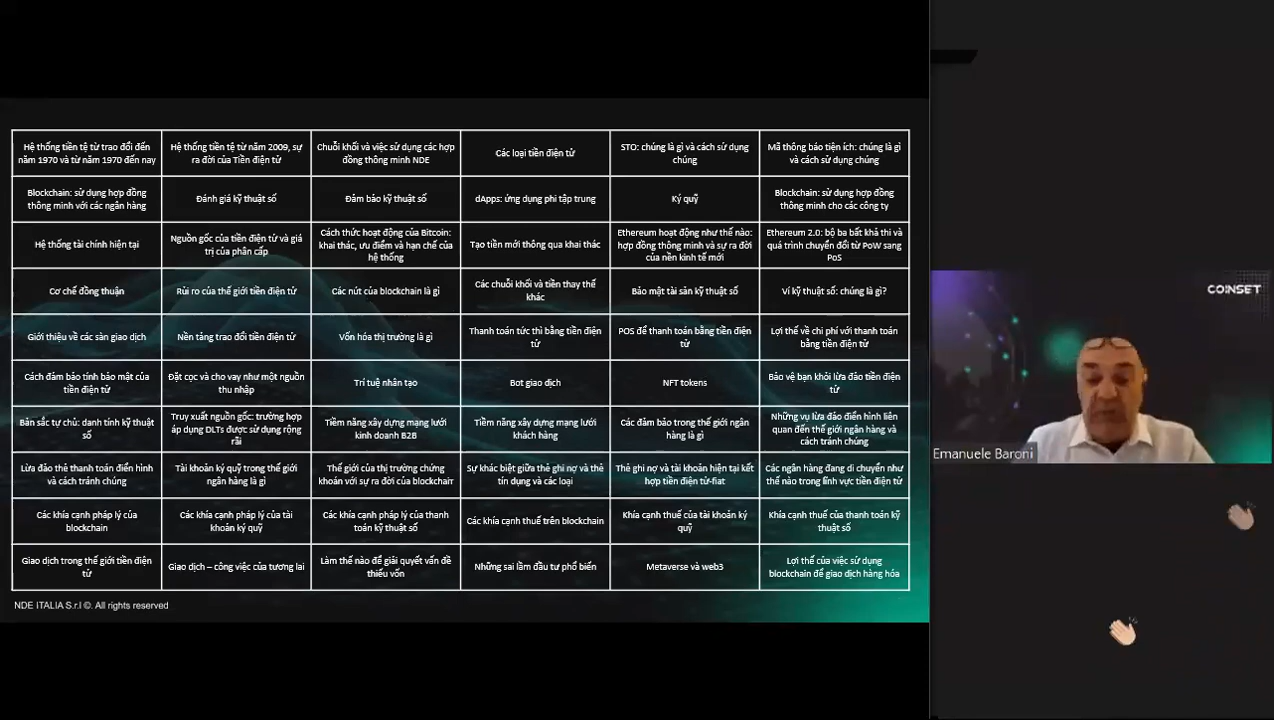 Hệ thống tiền tệ từ trao đổi đến
năm 1970 và từ năm 1970 đến nay
Hệ thống tiền tệ từ năm 2009, sự
ra đời của Tiền điện tử
Chuỗi khối và việc sử dụng các hợp
đồng thông minh NDE
Các loại tiền điện tử
STO: chúng là gì và cách sử dụng
chúng
Mã thông báo tiện ích: chúng là gì
và cách sử dụng chúng
Blockchain: sử dụng hợp đồng
thông minh với các ngân hàng
Đánh giá kỹ thuật số
Đảm bảo kỹ thuật số
dApps: ứng dụng phi tập trung
Ký quỹ
Blockchain: sử dụng hợp đồng
thông minh cho các công ty
Hệ thống tài chính hiện tại
Nguồn gốc của tiền điện tử và giá
trị của phân cấp
Cách thức hoạt động của Bitcoin:
khai thác, ưu điểm và hạn chế của
hệ thống
Tạo tiền mới thông qua khai thác
Ethereum hoạt động như thế nào:
hợp đồng thông minh và sự ra đời
của nền kinh tế mới
Ethereum 2.0: bộ ba bất khả thi và
quá trình chuyển đổi từ PoW sang
PoS
Cơ chế đồng thuận
Rủi ro của thế giới tiền điện tử
Các nút của blockchain là gì
Các chuỗi khối và tiền thay thế
khác
Bảo mật tài sản kỹ thuật số
Ví kỹ thuật số: chúng là gì?
Giới thiệu về các sàn giao dịch
Nền tảng trao đổi tiền điện tử
Vốn hóa thị trường là gì
Thanh toán tức thì bằng tiền điện
tử
POS để thanh toán bằng tiền điện
tử
Lợi thế về chi phí với thanh toán
bằng tiền điện tử
Cách đảm bảo tính bảo mật của
tiền điện tử
Đặt cọc và cho vay như một nguồn
thu nhập
Trí tuệ nhân tạo
Bot giao dịch
NFT tokens
Bảo vệ bạn khỏi lừa đảo tiền điện
tử
Bản sắc tự chủ: danh tính kỹ thuật
số
Truy xuất nguồn gốc: trường hợp
áp dụng DLTs được sử dụng rộng
rãi
Tiềm năng xây dựng mạng lưới
kinh doanh B2B
Tiềm năng xây dựng mạng lưới
khách hàng
Các đảm bảo trong thế giới ngân
hàng là gì
Những vụ lừa đảo điển hình liên
quan đến thế giới ngân hàng và
cách tránh chúng
Lừa đảo thẻ thanh toán điển hình
và cách tránh chúng
Tài khoản ký quỹ trong thế giới
ngân hàng là gì
Thế giới của thị trường chứng
khoán với sự ra đời của blockchain
Sự khác biệt giữa thẻ ghi nợ và thẻ
tín dụng và các loại
Thẻ ghi nợ và tài khoản hiện tại kết
hợp tiền điện tử-fiat
Các ngân hàng đang di chuyển như
thế nào trong lĩnh vực tiền điện tử
Các khía cạnh pháp lý của
blockchain
Các khía cạnh pháp lý của tài
khoản ký quỹ
Các khía cạnh pháp lý của thanh
toán kỹ thuật số
Các khía cạnh thuế trên blockchain
Khía cạnh thuế của tài khoản ký
quỹ
Khía cạnh thuế của thanh toán kỹ
thuật số
Giao dịch trong thế giới tiền điện
tử
Giao dịch – công việc của tương lai
Làm thế nào để giải quyết vấn đề
thiếu vốn
Những sai lầm đầu tư phổ biến
Metaverse và web3
Lợi thế của việc sử dụng
blockchain để giao dịch hàng hóa
NDE ITALIA S.r.l ©. All rights reserved
COINSET
Emanuele Baroni